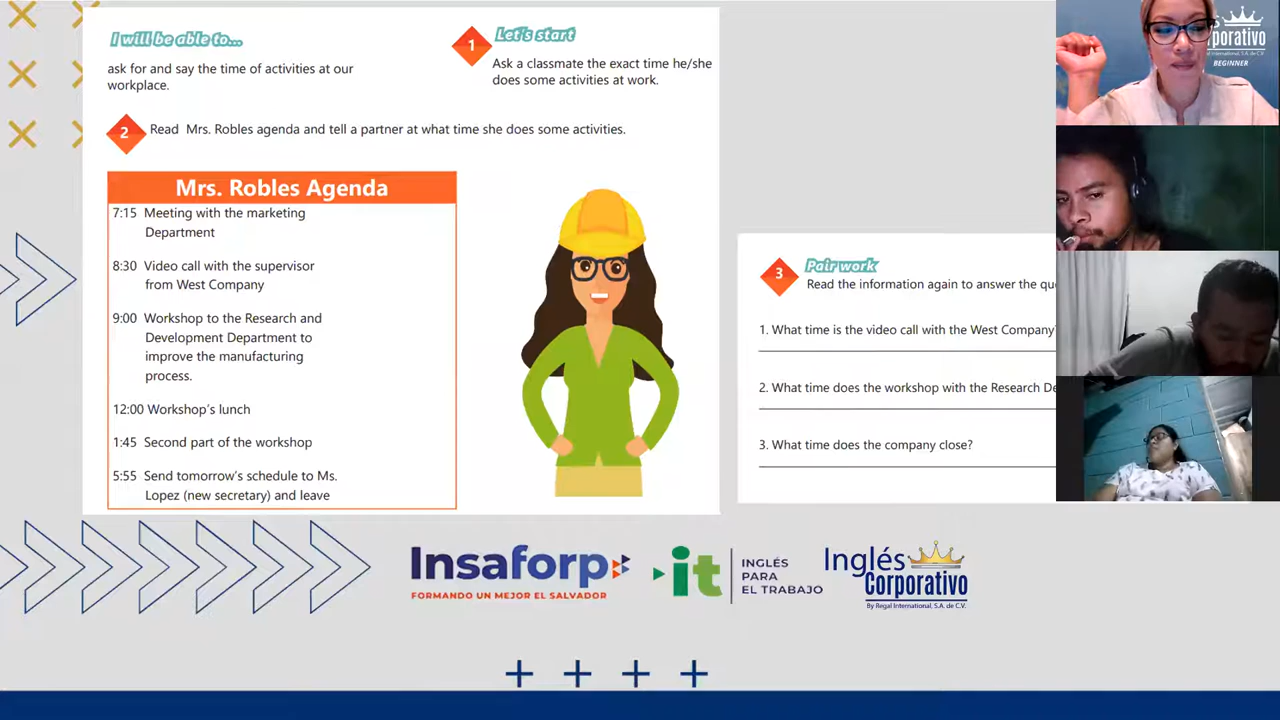 I will be able to...
ask for and say the time of activities at our
workplace.
1
Let's start
Ask a classmate the exact time he/she
does some activities at work.
2
Read Mrs. Robles agenda and tell a partner at what time she does some activities.
Mrs. Robles Agenda
7:15 Meeting with the marketing
Department
8:30 Video call with the supervisor
from West Company
9:00 Workshop to the Research and
Development Department to
improve the manufacturing
process.
12:00 Workshop's lunch
1:45 Second part of the workshop
5:55 Send tomorrow's schedule to Ms.
Lopez (new secretary) and leave
3
Pair work
Read the information again to answer the qu
1. What time is the video call with the West Company?
2. What time does the workshop with the Research De
3. What time does the company close?
Insaforp
FORMANDO UN MEJOR EL SALVADOR
it
INGLÉS
PARA
EL TRABAJO
Inglés
Corporativo
By Regal International, S.A. de C.V.
s
rporativo
Regal International, S.A. de C.V.
BEGINNER